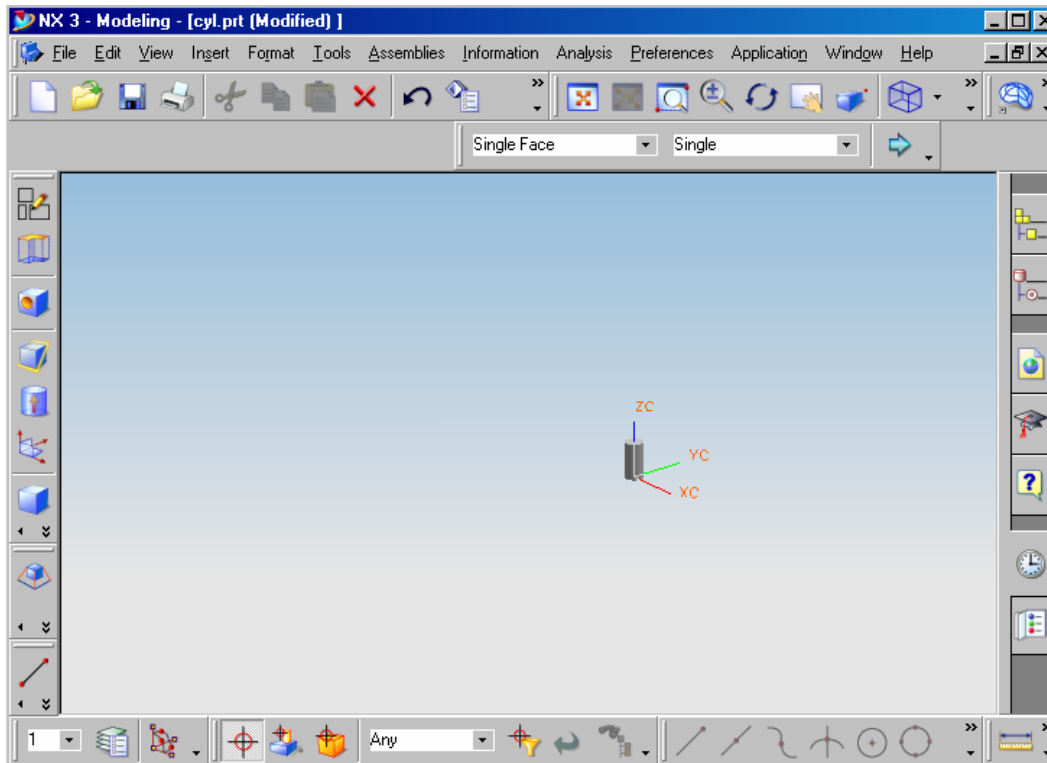 NX 3 - Modeling - [cyl.prt (Modified) ]
File Edit View Insert Format Tools Assemblies Information Analysis Preferences Application Window Help
Single Face Single
ZC
YC
XC
1 Any